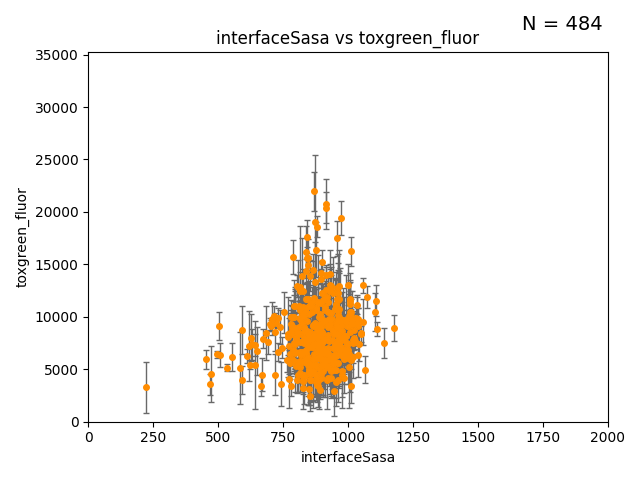 N = 484
interfaceSasa vs toxgreen_fluor
35000
30000
25000
20000
15000
10000
5000
0
toxgreen_fluor
0 250 500 750 1000 1250 1500 1750 2000
interfaceSasa